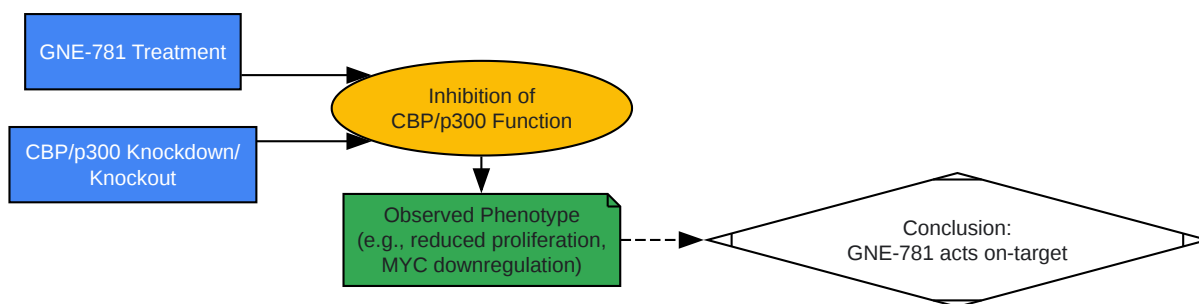 GNE-781 Treatment
Inhibition of
CBP/p300 Function
CBP/p300 Knockdown/
Knockout
Observed Phenotype
(e.g., reduced proliferation,
MYC downregulation)
Conclusion:
GNE-781 acts on-target